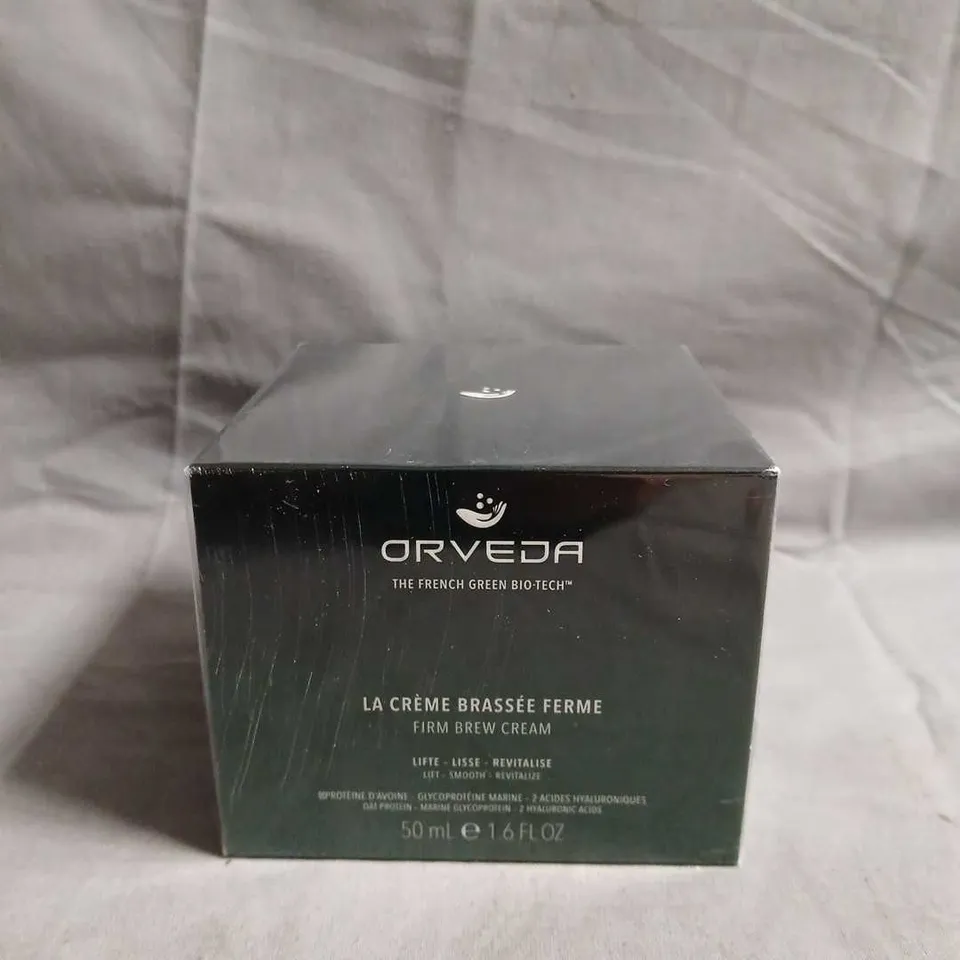 ORVEDA
THE FRENCH GREEN BIO-TECH™
LA CRÈME BRASSÉE FERME
FIRM BREW CREAM
LIFTE - LISSE - REVITALISE
LIFT - SMOOTH - REVITALIZE
PROTÉINE D'AVOINE - GLYCOPROTÉINE MARINE - 2 ACIDES HYALURONIQUES
OAT PROTEIN - MARINE GLYCOPROTEIN - 2 HYALURONIC ACIDS
50 mL e 1.6 FL OZ